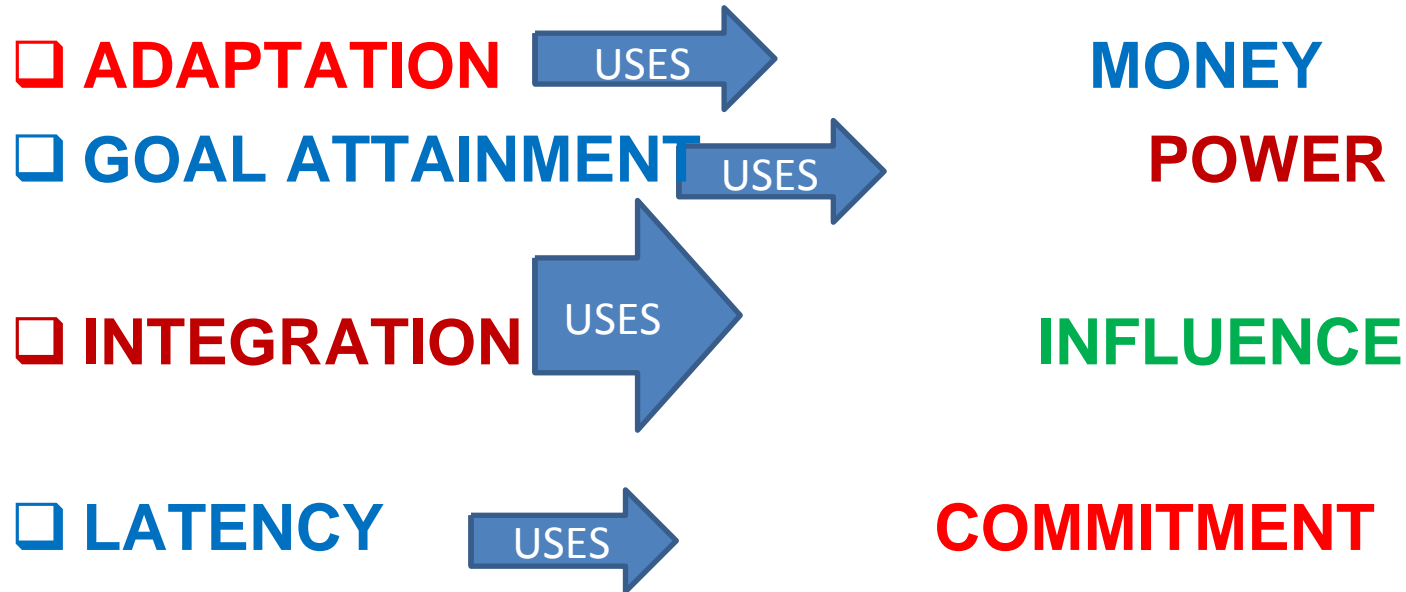 ❑ ADAPTATION USES MONEY
❑ GOAL ATTAINMENT USES POWER
❑ INTEGRATION USES INFLUENCE
❑ LATENCY USES COMMITMENT